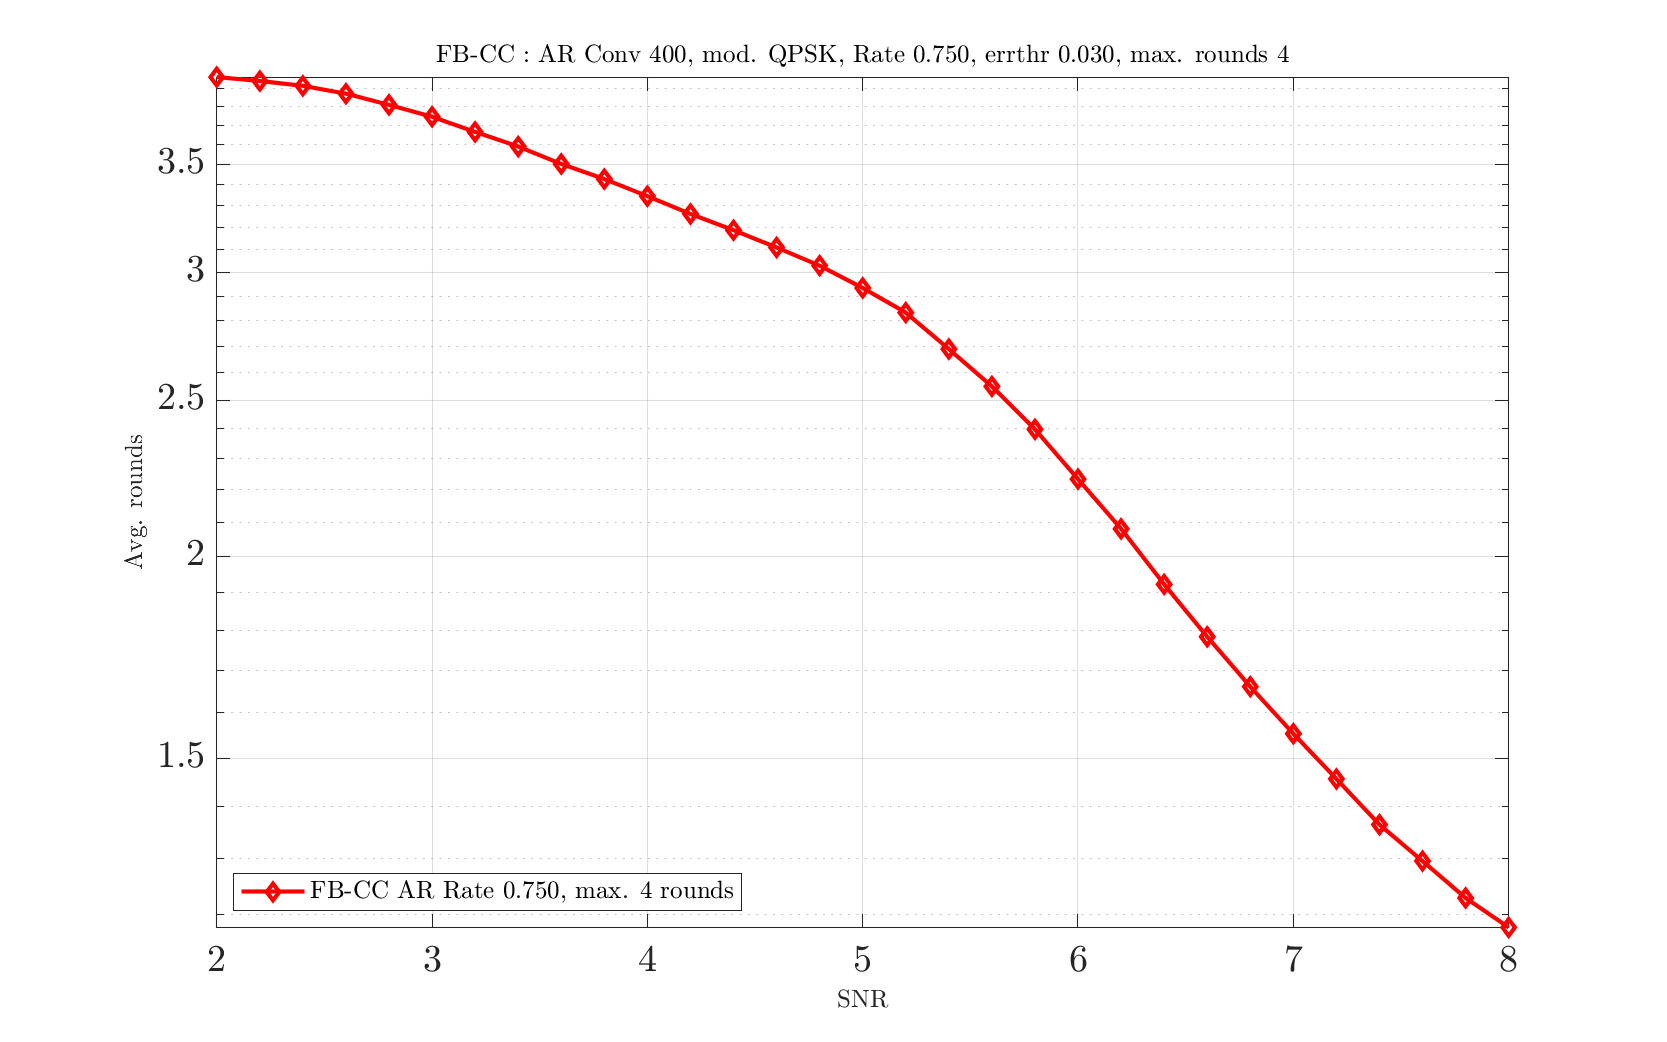 FB-CC : AR Conv 400, mod. QPSK, Rate 0.750, errthr 0.030, max. rounds 4
3.5
3
2.5
2
1.5
Avg. rounds
FB-CC AR Rate 0.750, max. 4 rounds
2 3 4 5 6 7 8
SNR